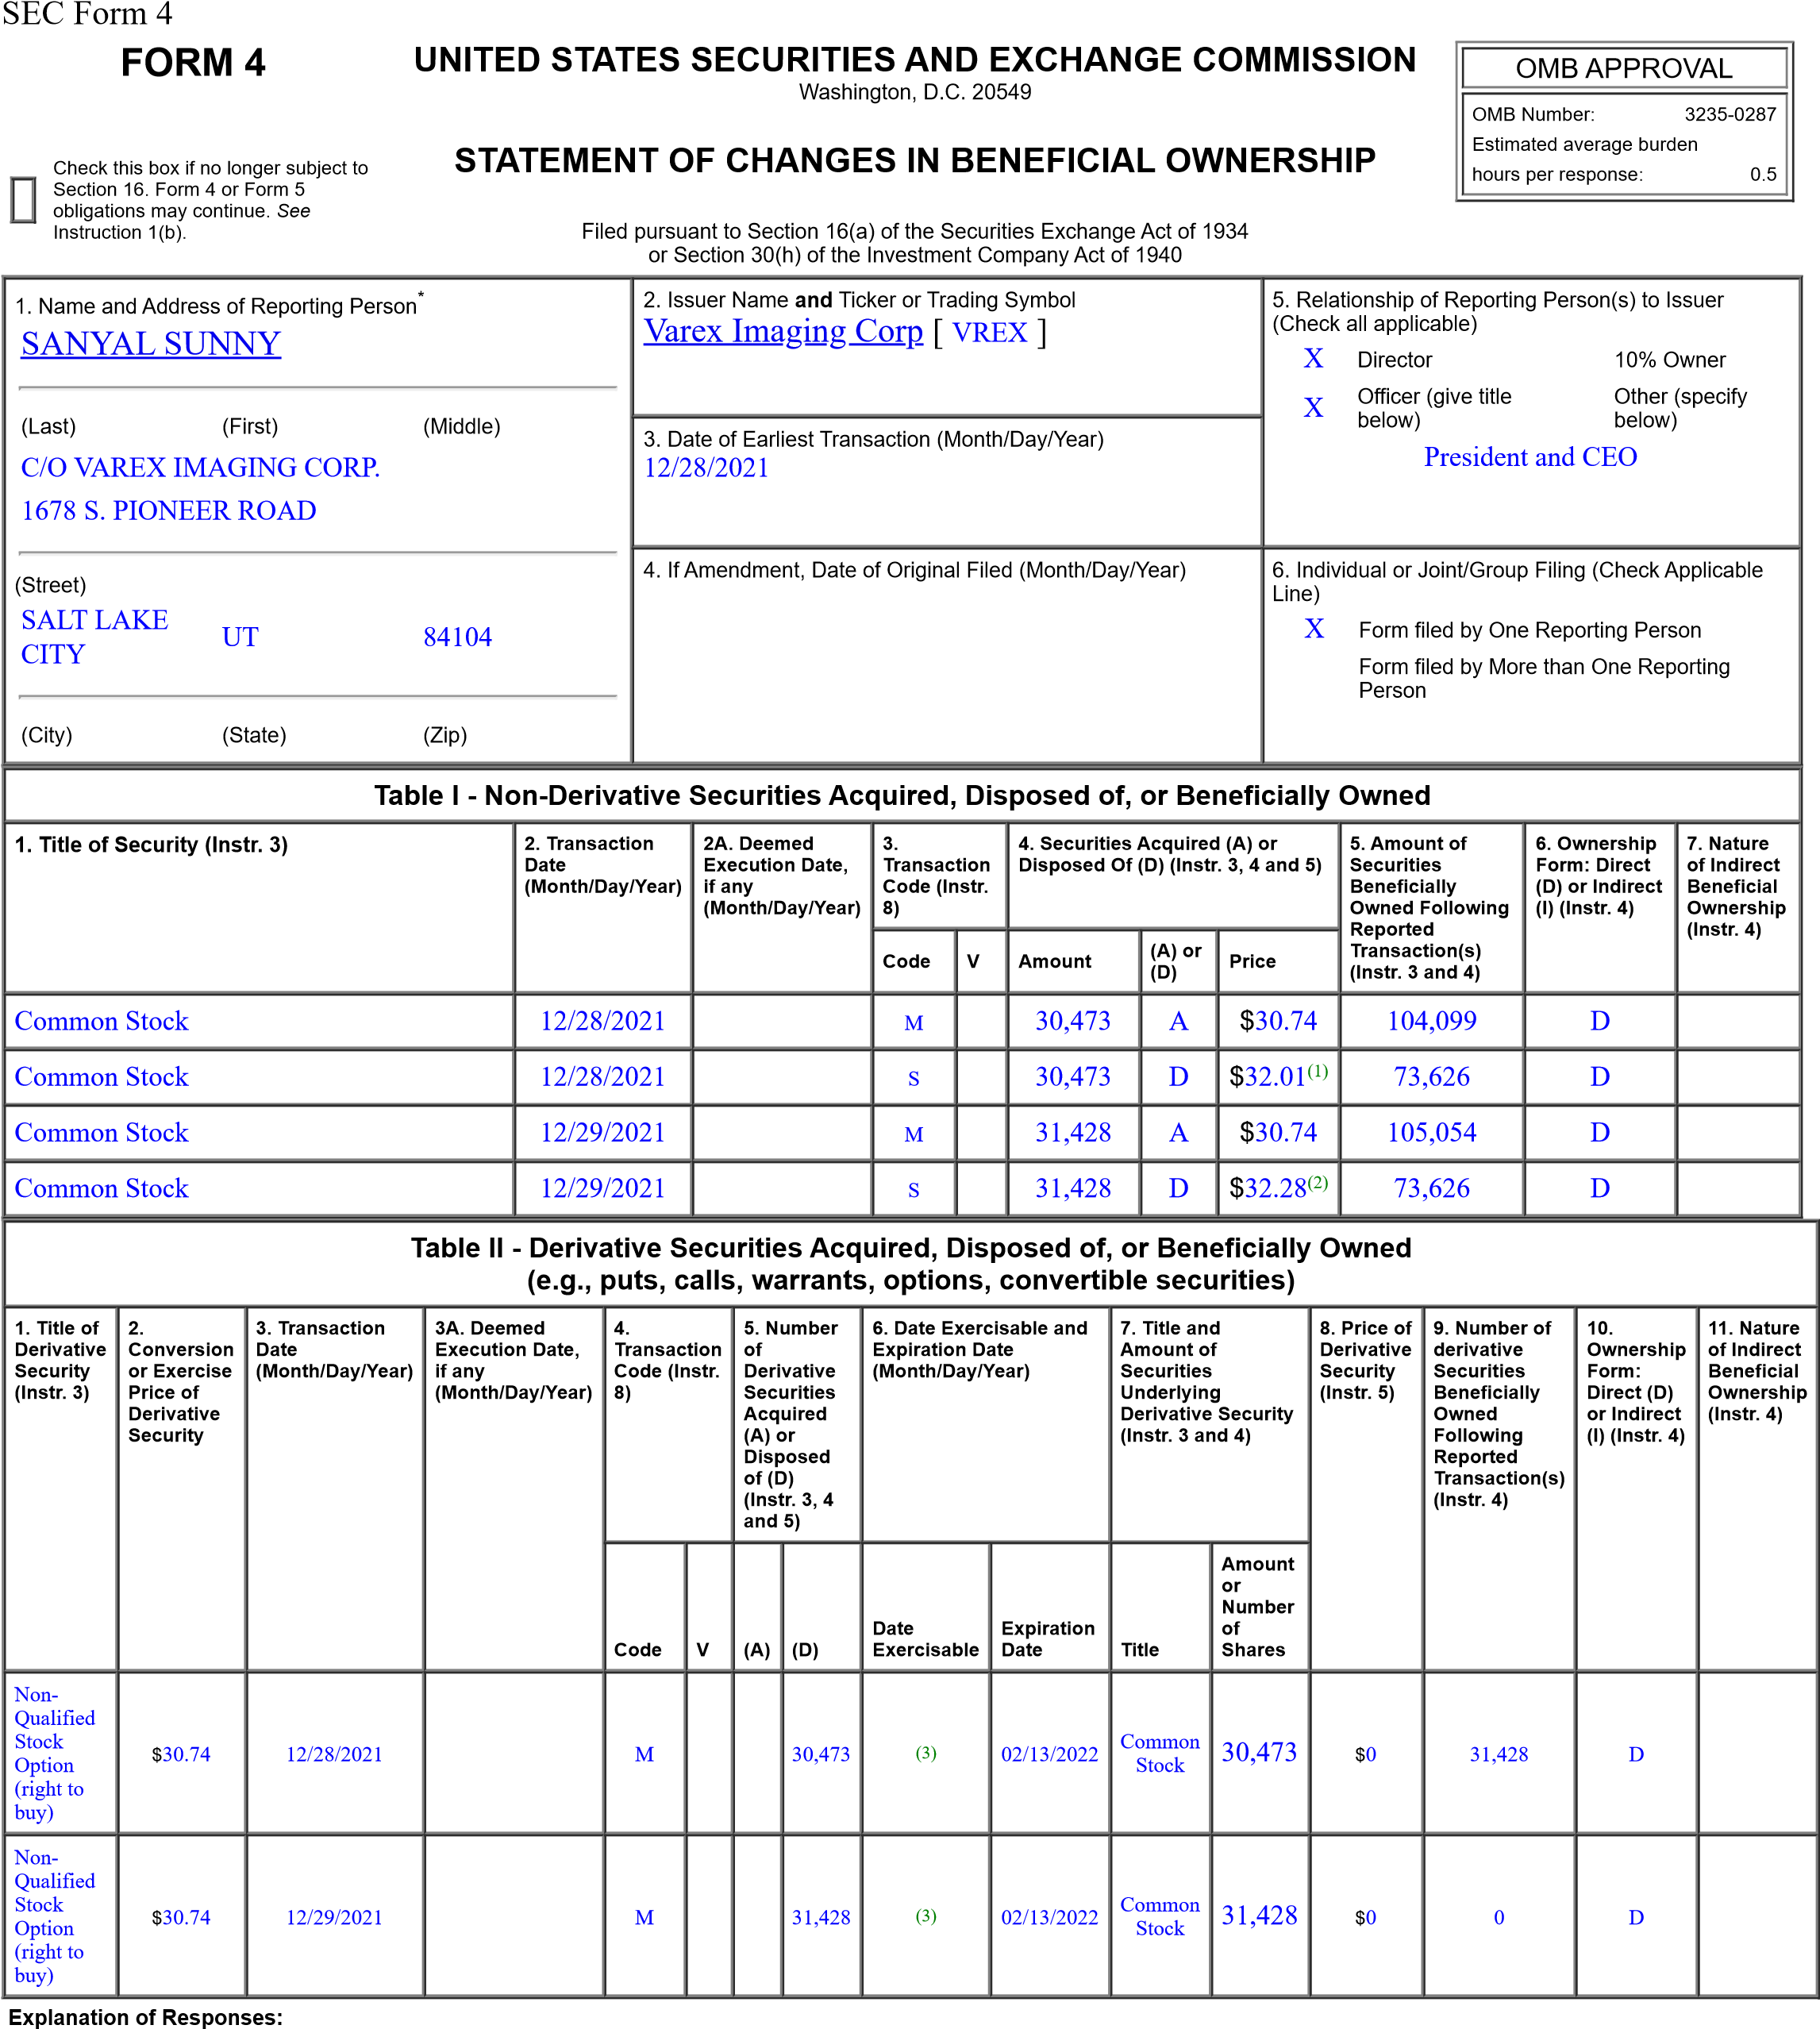 SEC Form 4
FORM 4
UNITED STATES SECURITIES AND EXCHANGE COMMISSION
Washington, D.C. 20549
STATEMENT OF CHANGES IN BENEFICIAL OWNERSHIP
Filed pursuant to Section 16(a) of the Securities Exchange Act of 1934
or Section 30(h) of the Investment Company Act of 1940
OMB APPROVAL
OMB Number: 3235-0287
Estimated average burden
hours per response: 0.5
Check this box if no longer subject to
Section 16. Form 4 or Form 5
obligations may continue. See
Instruction 1(b).
1. Name and Address of Reporting Person*
SANYAL SUNNY
(Last) (First) (Middle)
C/O VAREX IMAGING CORP.
1678 S. PIONEER ROAD
(Street)
SALT LAKE
CITY UT 84104
(City) (State) (Zip)
2. Issuer Name and Ticker or Trading Symbol
Varex Imaging Corp [ VREX ]
3. Date of Earliest Transaction (Month/Day/Year)
12/28/2021
4. If Amendment, Date of Original Filed (Month/Day/Year)
5. Relationship of Reporting Person(s) to Issuer
(Check all applicable)
X Director 10% Owner
X Officer (give title
below) Other (specify
below)
President and CEO
6. Individual or Joint/Group Filing (Check Applicable
Line)
X Form filed by One Reporting Person
Form filed by More than One Reporting
Person
Table I - Non-Derivative Securities Acquired, Disposed of, or Beneficially Owned
1. Title of Security (Instr. 3)
2. Transaction
Date
(Month/Day/Year)
2A. Deemed
Execution Date,
if any
(Month/Day/Year)
3.
Transaction
Code (Instr.
8)
4. Securities Acquired (A) or
Disposed Of (D) (Instr. 3, 4 and 5)
5. Amount of
Securities
Beneficially
Owned Following
Reported
Transaction(s)
(Instr. 3 and 4)
6. Ownership
Form: Direct
(D) or Indirect
(I) (Instr. 4)
7. Nature
of Indirect
Beneficial
Ownership
(Instr. 4)
Code V Amount (A) or
(D) Price
Common Stock 12/28/2021 M 30,473 A $30.74 104,099 D
Common Stock 12/28/2021 S 30,473 D $32.01(1) 73,626 D
Common Stock 12/29/2021 M 31,428 A $30.74 105,054 D
Common Stock 12/29/2021 S 31,428 D $32.28(2) 73,626 D
Table II - Derivative Securities Acquired, Disposed of, or Beneficially Owned
(e.g., puts, calls, warrants, options, convertible securities)
1. Title of
Derivative
Security
(Instr. 3)
2.
Conversion
or Exercise
Price of
Derivative
Security
3. Transaction
Date
(Month/Day/Year)
3A. Deemed
Execution Date,
if any
(Month/Day/Year)
4.
Transaction
Code (Instr.
8)
5. Number
of
Derivative
Securities
Acquired
(A) or
Disposed
of (D)
(Instr. 3, 4
and 5)
6. Date Exercisable and
Expiration Date
(Month/Day/Year)
7. Title and
Amount of
Securities
Underlying
Derivative Security
(Instr. 3 and 4)
8. Price of
Derivative
Security
(Instr. 5)
9. Number of
derivative
Securities
Beneficially
Owned
Following
Reported
Transaction(s)
(Instr. 4)
10.
Ownership
Form:
Direct (D)
or Indirect
(I) (Instr. 4)
11. Nature
of Indirect
Beneficial
Ownership
(Instr. 4)
Code V (A) (D)
Date
Exercisable
Expiration
Date
Title
Amount
or
Number
of
Shares
Non-
Qualified
Stock
Option
(right to
buy)
$30.74 12/28/2021 M 30,473 (3) 02/13/2022 Common
Stock 30,473 $0 31,428 D
Non-
Qualified
Stock
Option
(right to
buy)
$30.74 12/29/2021 M 31,428 (3) 02/13/2022 Common
Stock 31,428 $0 0 D
Explanation of Responses: